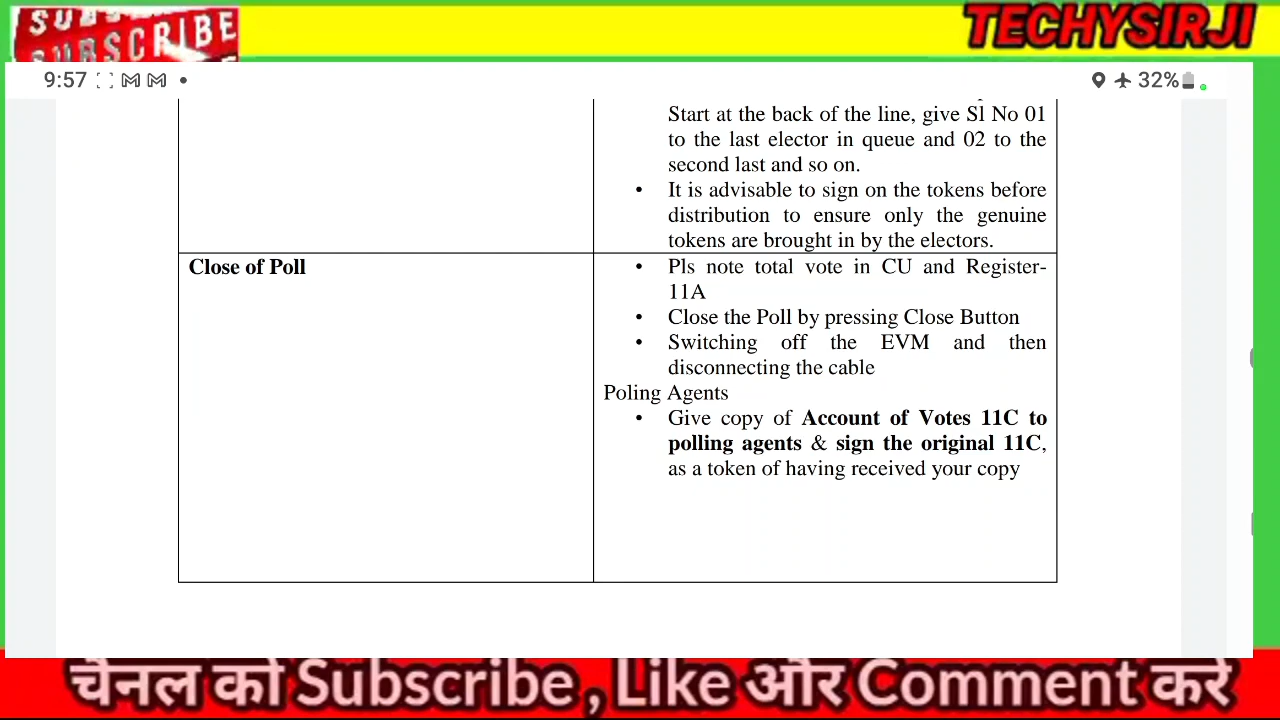 SUBSCRIBE
TECHYSIRJI
SUBSCRIBE
9:57
32%
Start at the back of the line, give Sl No 01
to the last elector in queue and 02 to the
second last and so on.
• It is advisable to sign on the tokens before
distribution to ensure only the genuine
tokens are brought in by the electors.
Close of Poll
• Pls note total vote in CU and Register-
11A
• Close the Poll by pressing Close Button
• Switching off the EVM and then
disconnecting the cable
Poling Agents
• Give copy of Account of Votes 11C to
polling agents & sign the original 11C,
as a token of having received your copy
चैनल को Subscribe , Like और Comment करें